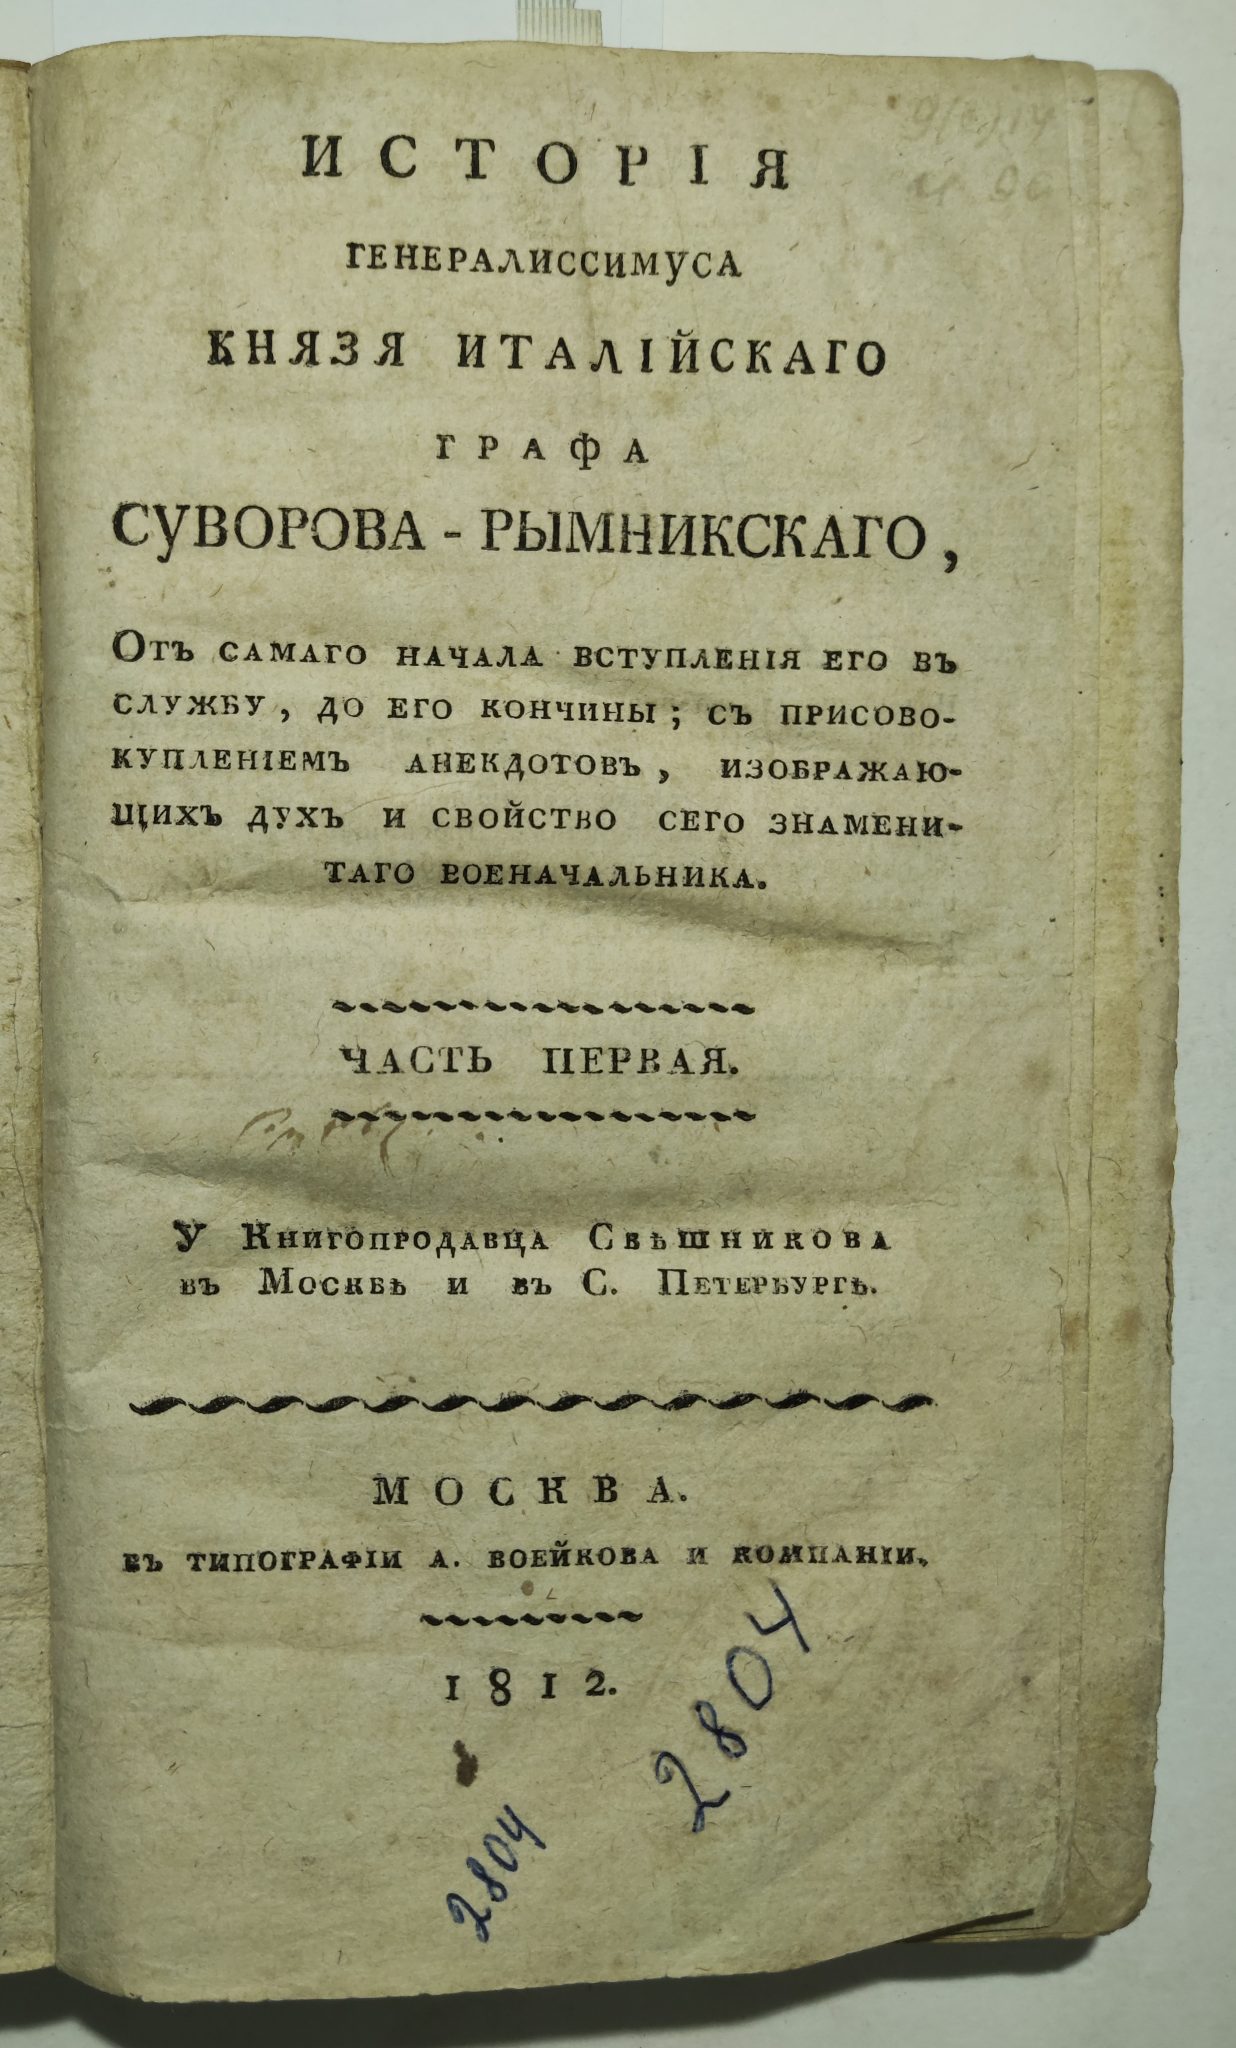 ИСТОРІЯ
ГЕНЕРАЛИССИМУСА
КНЯЗЯ ИТАЛІЙСКАГО
ГРАФА
СУВОРОВА - РЫМНИКСКАГО,
Отъ самаго начала вступленія его въ
службу, до его кончины; съ присово-
купленіемъ анекдотовъ, изображаю-
щихъ духъ и свойство сего знамени-
таго военачальника.
ЧАСТЬ ПЕРВАЯ.
У Книгопродавца Свѣшникова
въ Москвѣ и въ С. Петербургѣ.
МОСКВА.
въ типографіи А. Воейкова и компаніи.
1812.
2804
2804